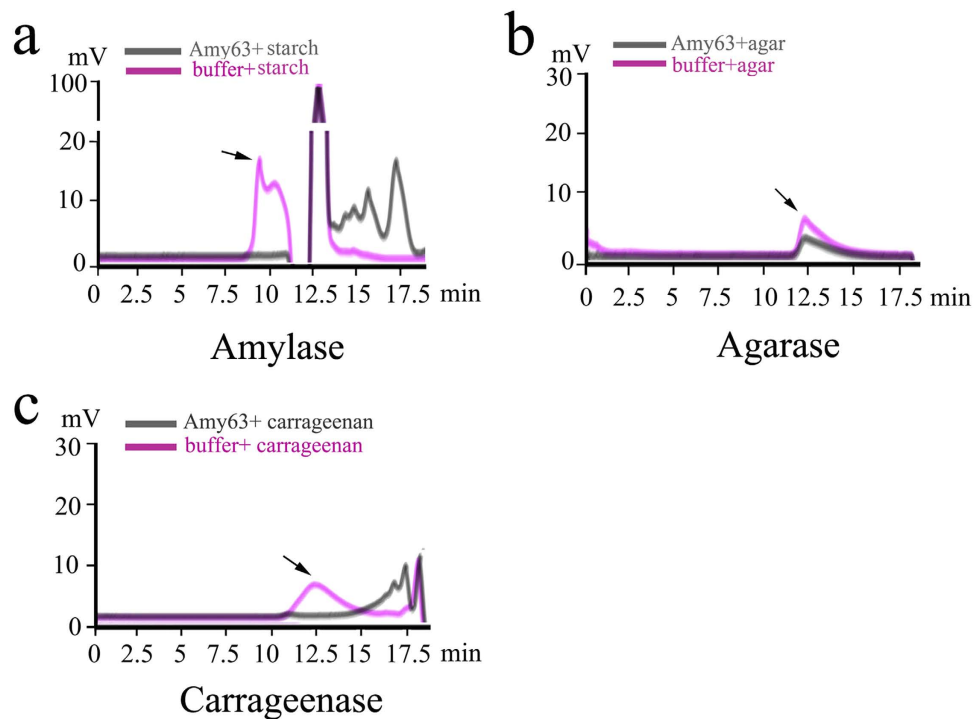 a
mV
Amy63+ starch
buffer+ starch
100
20
10
0
0 2.5 5 7.5 10 12.5 15 17.5 min
Amylase
b
mV
Amy63+agar
buffer+agar
30
20
10
0
0 2.5 5 7.5 10 12.5 15 17.5 min
Agarase
c
mV
Amy63+ carrageenan
buffer+ carrageenan
30
20
10
0
0 2.5 5 7.5 10 12.5 15 17.5 min
Carrageenase